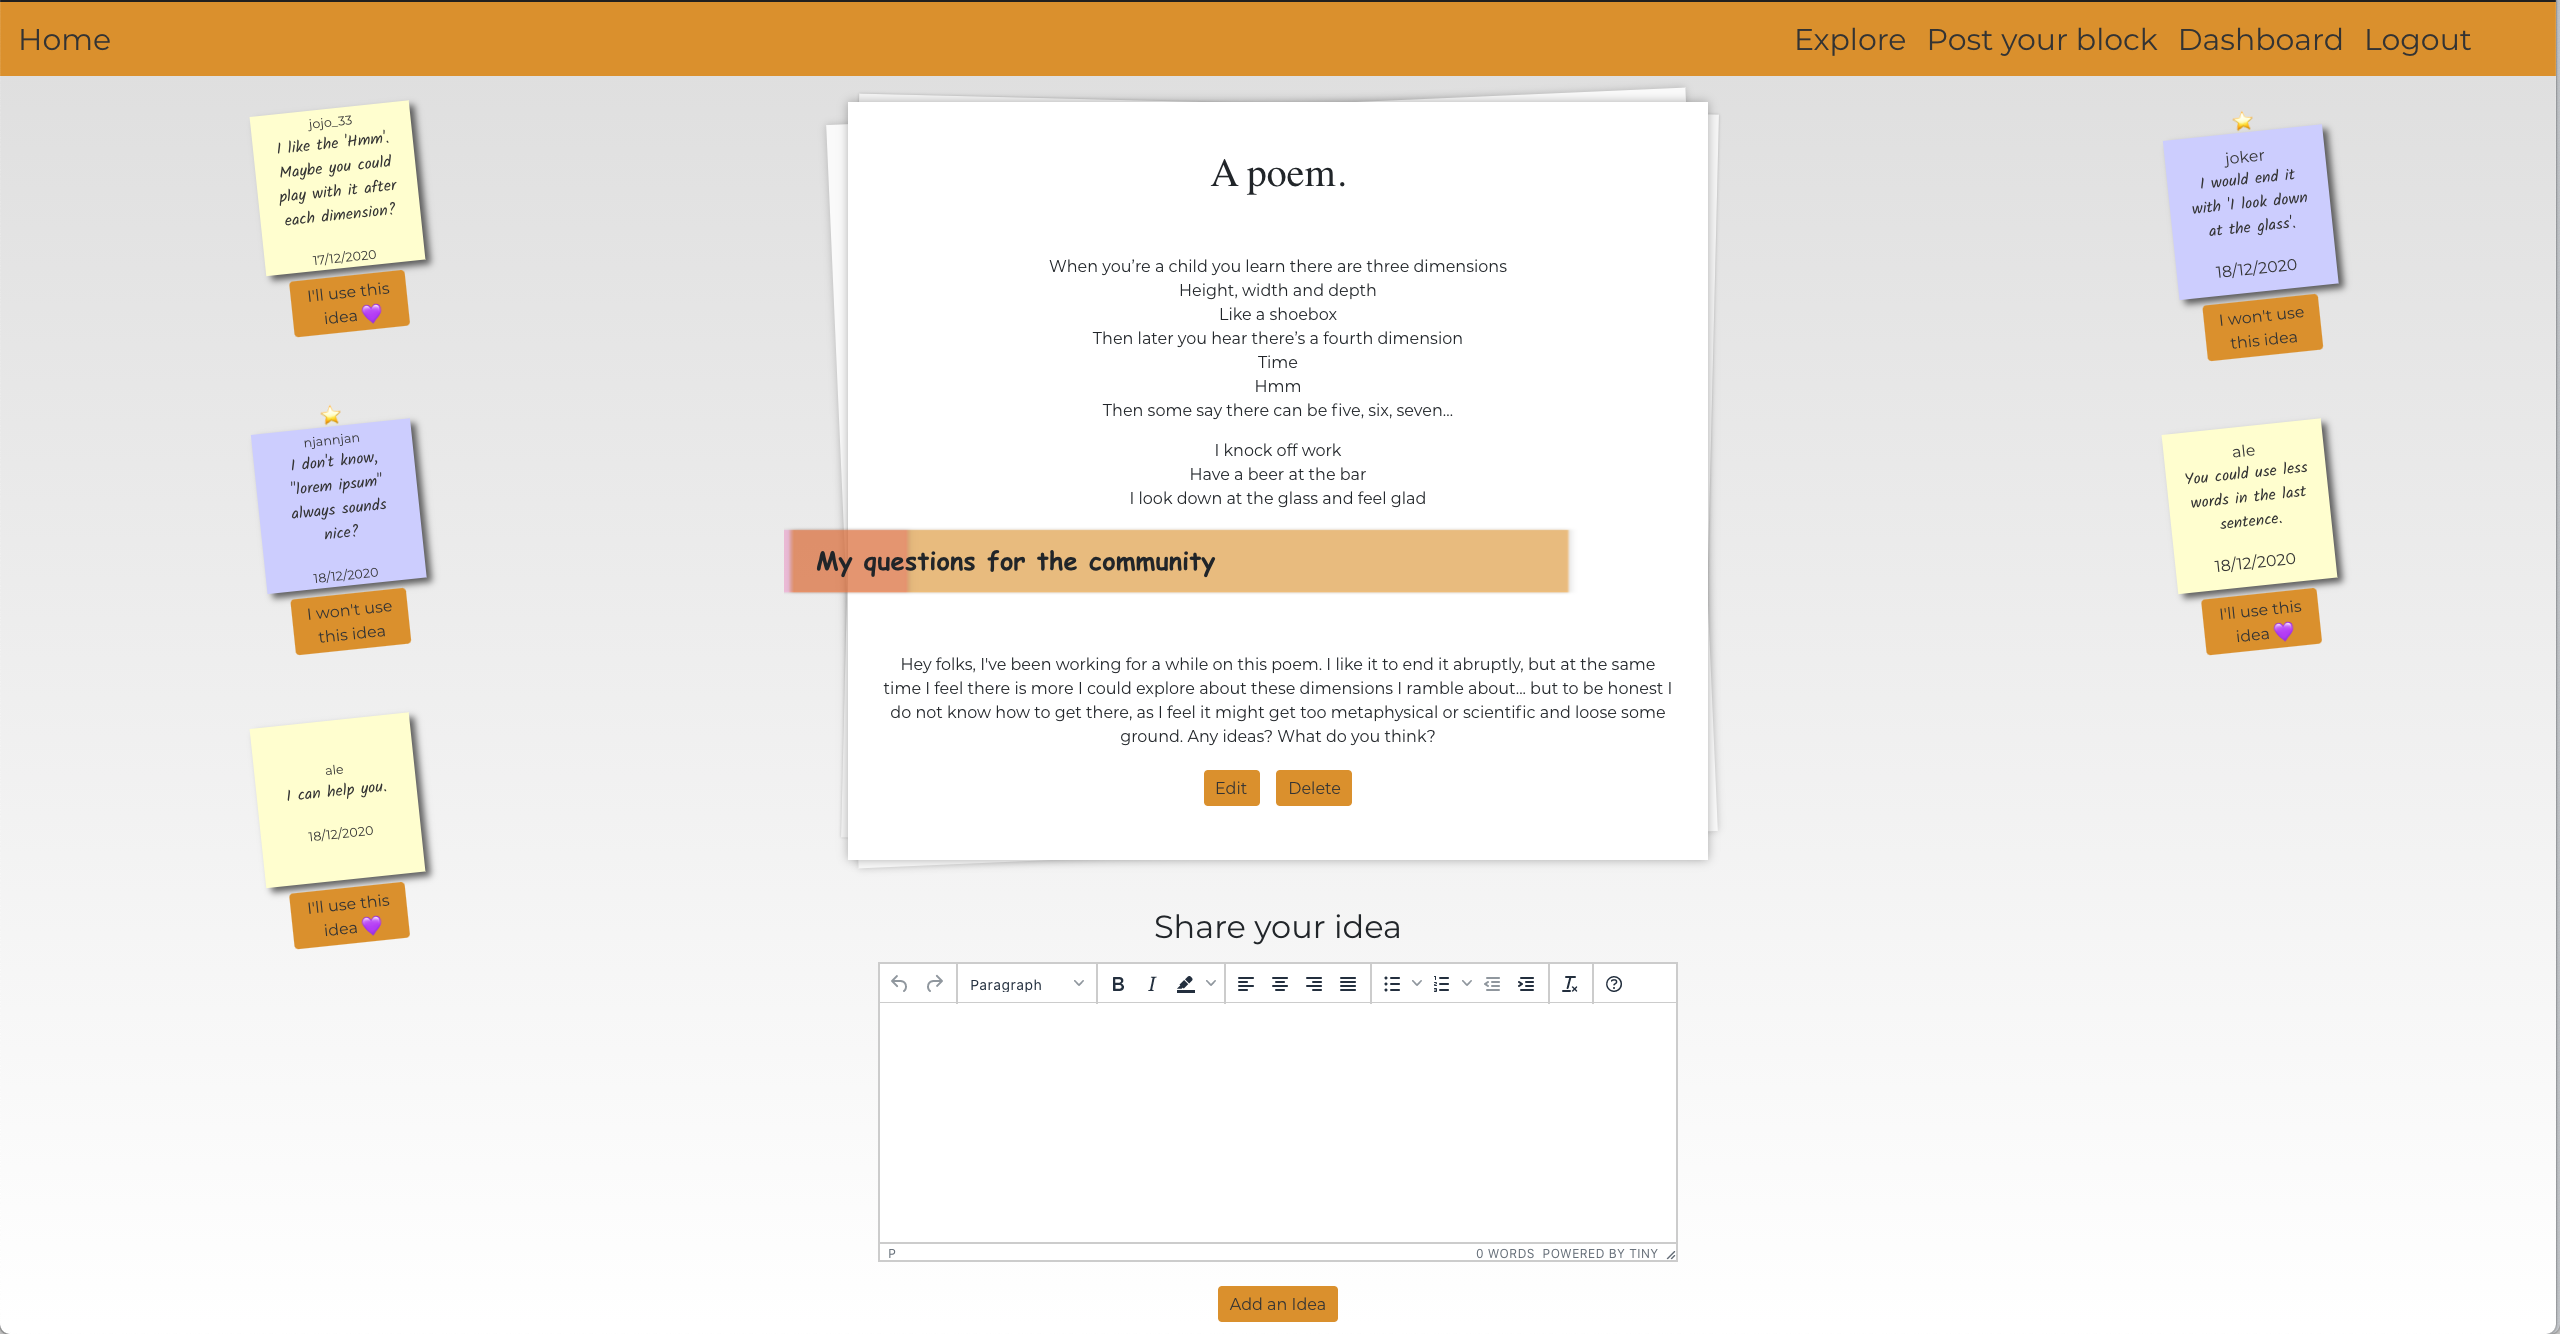 Home
Explore Post your block Dashboard Logout
jojo_33
I like the 'Hmm'.
Maybe you could
play with it after
each dimension?
17/12/2020
I'll use this
idea 💜
njannjan
I don't know,
"lorem ipsum"
always sounds
nice?
18/12/2020
I won't use
this idea
ale
I can help you.
18/12/2020
I'll use this
idea 💜
A poem.
When you’re a child you learn there are three dimensions
Height, width and depth
Like a shoebox
Then later you hear there’s a fourth dimension
Time
Hmm
Then some say there can be five, six, seven...
I knock off work
Have a beer at the bar
I look down at the glass and feel glad
My questions for the community
Hey folks, I've been working for a while on this poem. I like it to end it abruptly, but at the same
time I feel there is more I could explore about these dimensions I ramble about... but to be honest I
do not know how to get there, as I feel it might get too metaphysical or scientific and loose some
ground. Any ideas? What do you think?
Edit Delete
joker
I would end it
with 'I look down
at the glass'.
18/12/2020
I won't use
this idea
ale
You could use less
words in the last
sentence.
18/12/2020
I'll use this
idea 💜
Share your idea
Paragraph B I
P 0 WORDS POWERED BY TINY
Add an Idea